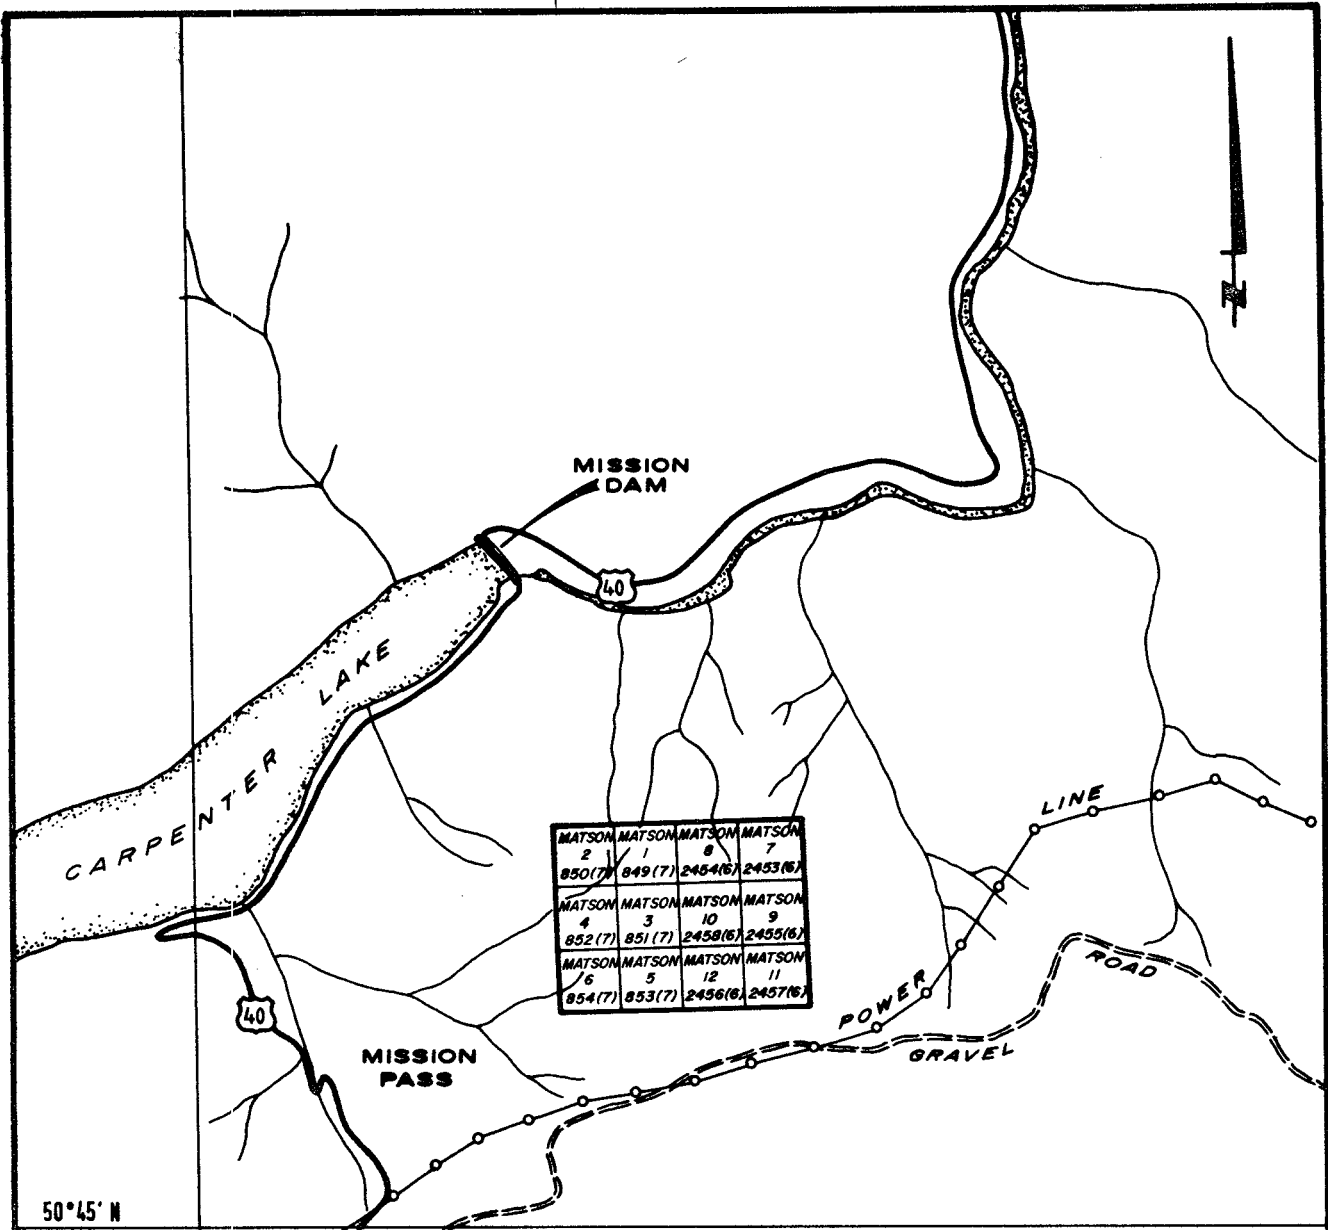 MISSION
DAM
40
LAKE
CARPENTER
LINE
MATSON MATSON MATSON MATSON
2 1 8 7
850(7) 849(7) 2454(6) 2453(6)
MATSON MATSON MATSON MATSON
4 3 10 9
852(7) 851(7) 2458(6) 2455(6)
MATSON MATSON MATSON MATSON
6 5 12 11
854(7) 853(7) 2456(6) 2457(6)
ROAD
POWER
40
GRAVEL
MISSION
PASS
50°45' N
N